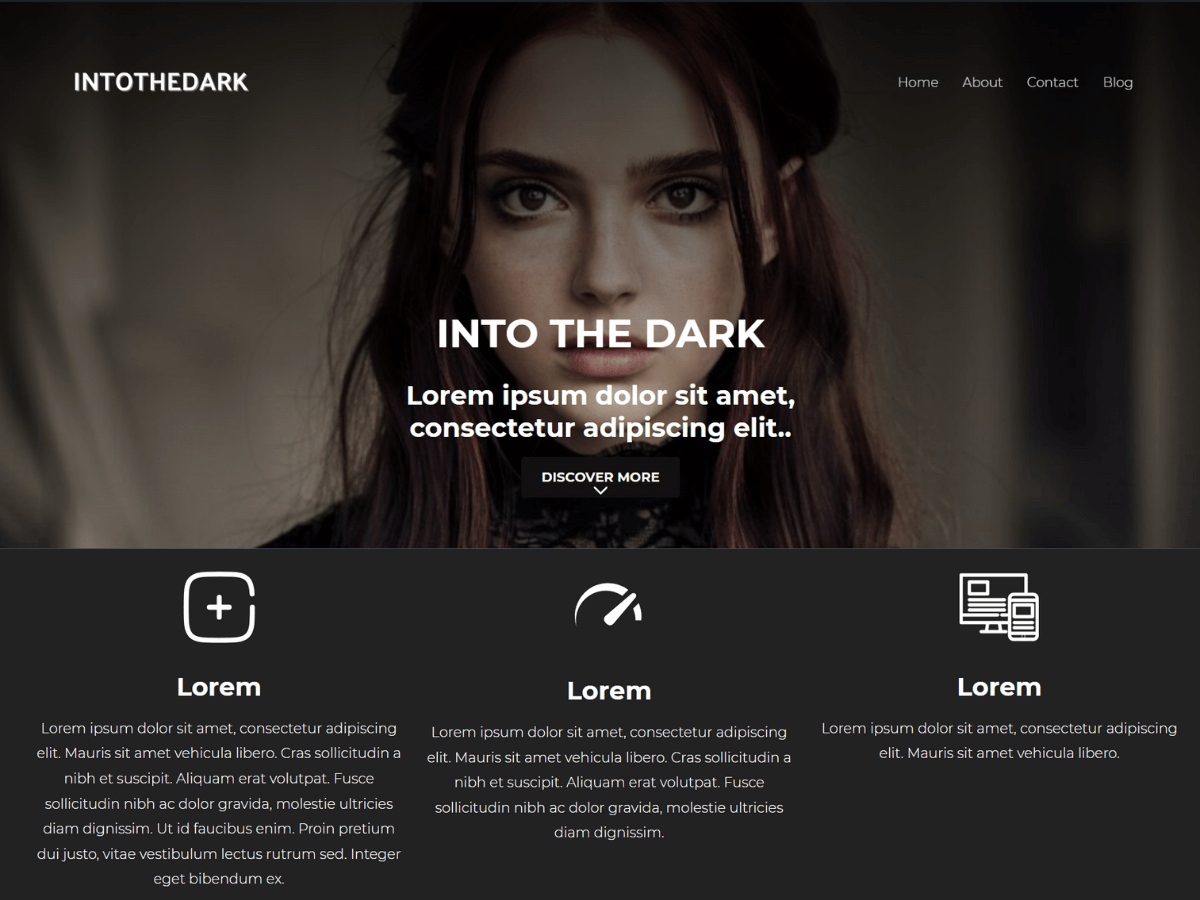 INTOTHEDARK
Home About Contact Blog
INTO THE DARK
Lorem ipsum dolor sit amet,
consectetur adipiscing elit..
DISCOVER MORE
Lorem
Lorem ipsum dolor sit amet, consectetur adipiscing
elit. Mauris sit amet vehicula libero. Cras sollicitudin a
nibh et suscipit. Aliquam erat volutpat. Fusce
sollicitudin nibh ac dolor gravida, molestie ultricies
diam dignissim. Ut id faucibus enim. Proin pretium
dui justo, vitae vestibulum lectus rutrum sed. Integer
eget bibendum ex.
Lorem
Lorem ipsum dolor sit amet, consectetur adipiscing
elit. Mauris sit amet vehicula libero. Cras sollicitudin a
nibh et suscipit. Aliquam erat volutpat. Fusce
sollicitudin nibh ac dolor gravida, molestie ultricies
diam dignissim.
Lorem
Lorem ipsum dolor sit amet, consectetur adipiscing
elit. Mauris sit amet vehicula libero.